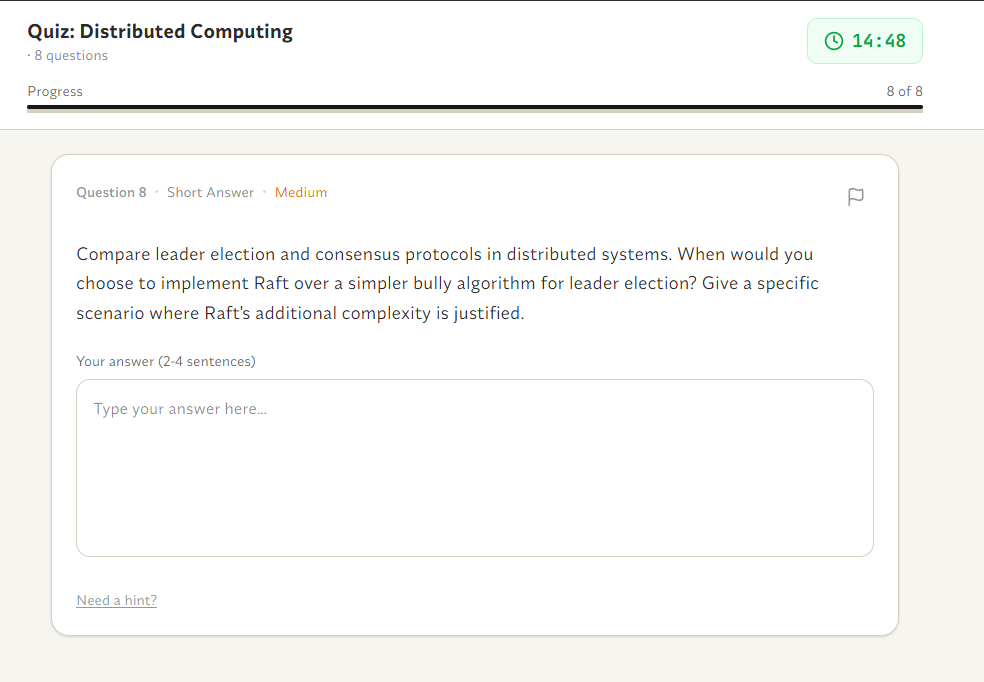 Quiz: Distributed Computing
· 8 questions
14:48
Progress
8 of 8
Question 8 · Short Answer · Medium
Compare leader election and consensus protocols in distributed systems. When would you
choose to implement Raft over a simpler bully algorithm for leader election? Give a specific
scenario where Raft's additional complexity is justified.
Your answer (2-4 sentences)
Type your answer here...
Need a hint?